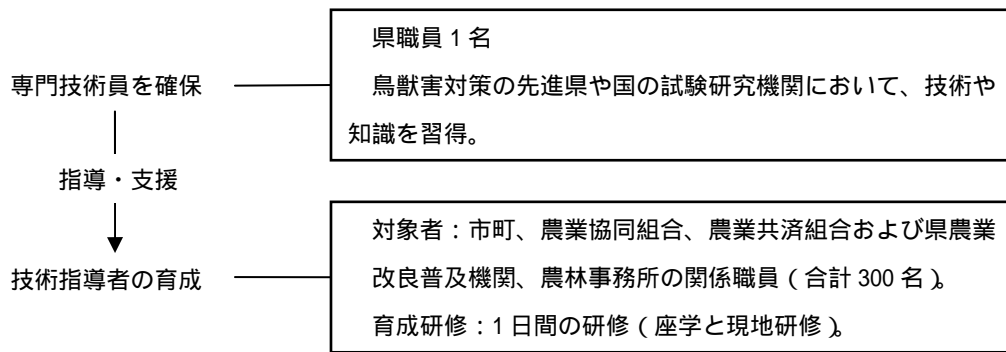 県職員1名
鳥獣害対策の先進県や国の試験研究機関において、技術や
知識を習得。
専門技術員を確保
指導・支援
技術指導者の育成
対象者：市町、農業協同組合、農業共済組合および県農業
改良普及機関、農林事務所の関係職員（合計300名）。
育成研修：1日間の研修（座学と現地研修）。